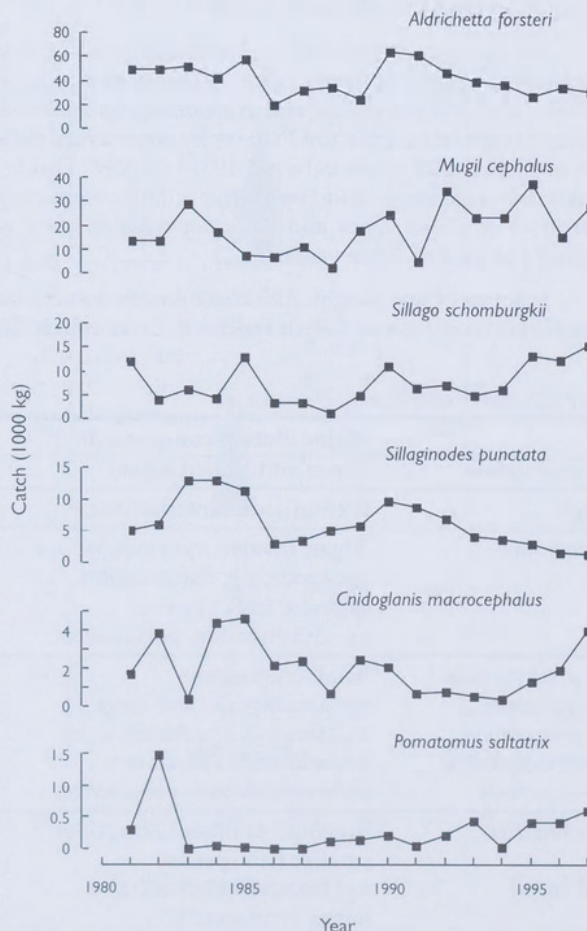 Aldrichetta forsteri
80
60
40
20
0
Mugil cephalus
40
30
20
10
0
Sillago schomburgkii
20
15
10
5
0
Catch (1000 kg)
Sillaginodes punctata
15
10
5
0
Cnidoglanis macrocephalus
4
2
0
Pomatomus saltatrix
1.5
1.0
0.5
0
1980 1985 1990 1995
Year